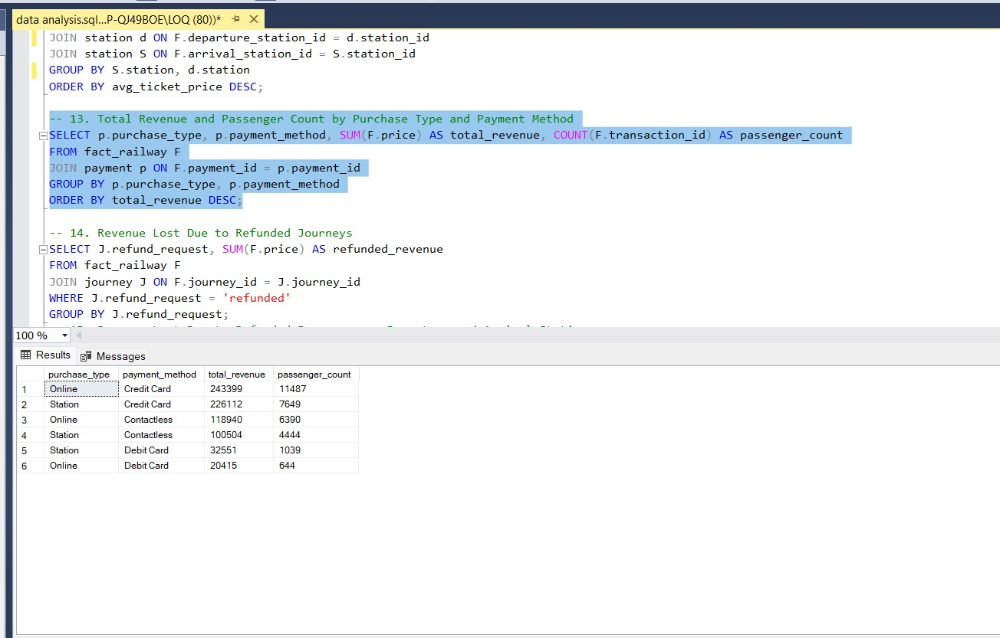 data analysis.sql...P-QJ49BOE\LOQ (80))*
JOIN station d ON F.departure_station_id = d.station_id
JOIN station S ON F.arrival_station_id = S.station_id
GROUP BY S.station, d.station
ORDER BY avg_ticket_price DESC;
-- 13. Total Revenue and Passenger Count by Purchase Type and Payment Method
SELECT p.purchase_type, p.payment_method, SUM(F.price) AS total_revenue, COUNT(F.transaction_id) AS passenger_count
FROM fact_railway F
JOIN payment p ON F.payment_id = p.payment_id
GROUP BY p.purchase_type, p.payment_method
ORDER BY total_revenue DESC;
-- 14. Revenue Lost Due to Refunded Journeys
SELECT J.refund_request, SUM(F.price) AS refunded_revenue
FROM fact_railway F
JOIN journey J ON F.journey_id = J.journey_id
WHERE J.refund_request = 'refunded'
GROUP BY J.refund_request;
100 %
Results Messages
purchase_type payment_method total_revenue passenger_count
1 Online Credit Card 243399 11487
2 Station Credit Card 226112 7649
3 Online Contactless 118940 6390
4 Station Contactless 100504 4444
5 Station Debit Card 32551 1039
6 Online Debit Card 20415 644